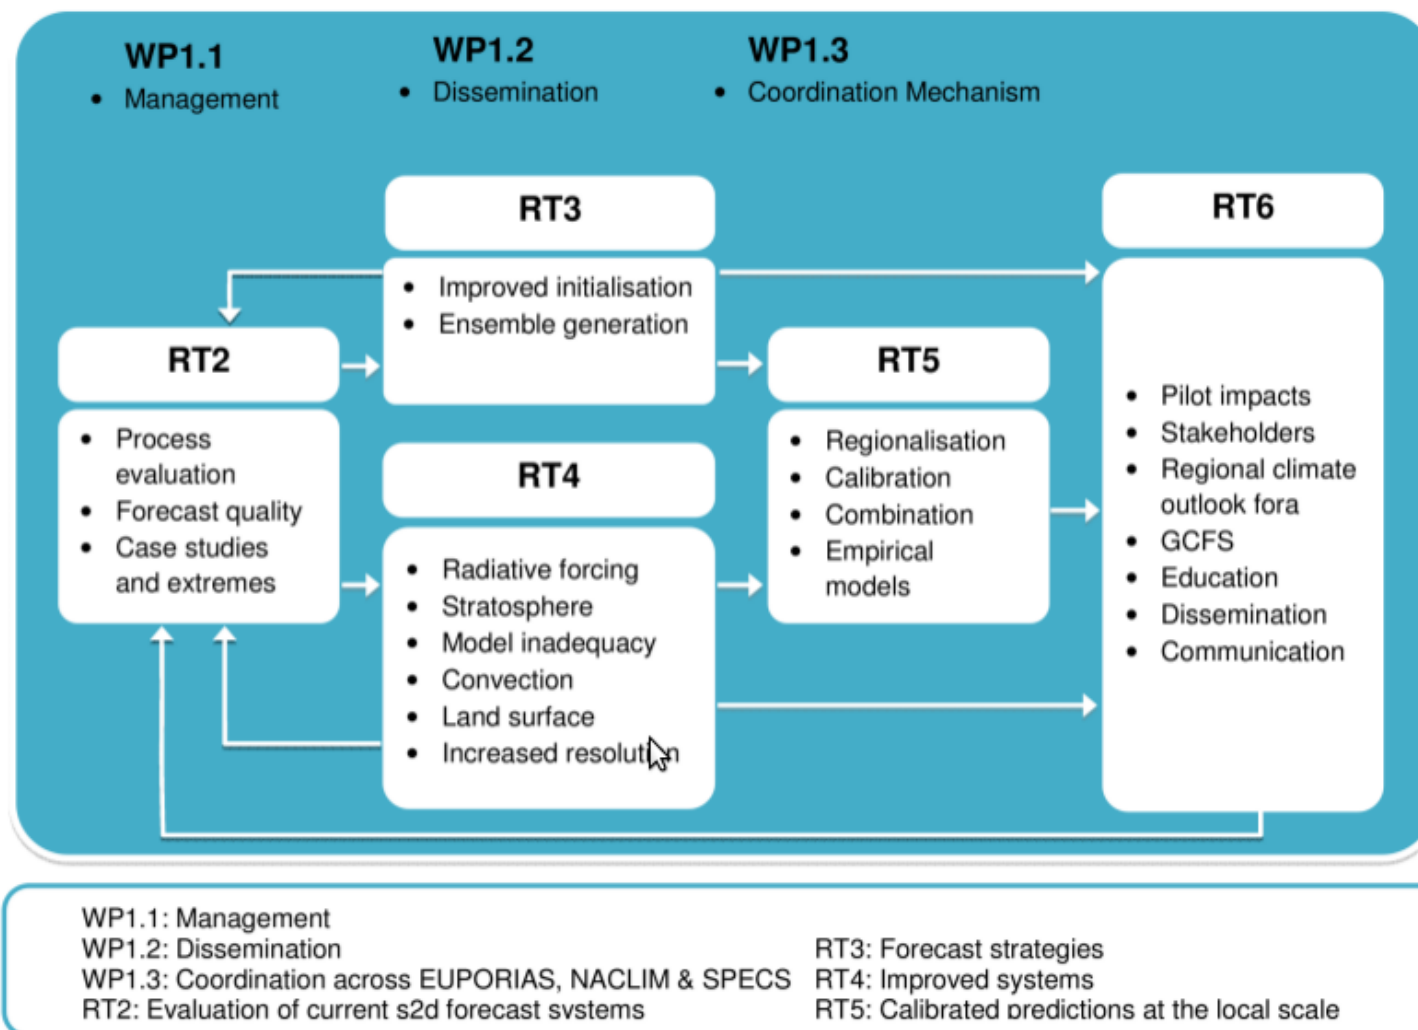 WP1.1
• Management
WP1.2
• Dissemination
WP1.3
• Coordination Mechanism
RT3
• Improved initialisation
• Ensemble generation
RT6
• Pilot impacts
• Stakeholders
• Regional climate
outlook fora
• GCFS
• Education
• Dissemination
• Communication
RT2
• Process
evaluation
• Forecast quality
• Case studies
and extremes
RT5
• Regionalisation
• Calibration
• Combination
• Empirical
models
RT4
• Radiative forcing
• Stratosphere
• Model inadequacy
• Convection
• Land surface
• Increased resolution
WP1.1: Management
WP1.2: Dissemination
WP1.3: Coordination across EUPORIAS, NACLIM & SPECS
RT2: Evaluation of current s2d forecast systems
RT3: Forecast strategies
RT4: Improved systems
RT5: Calibrated predictions at the local scale